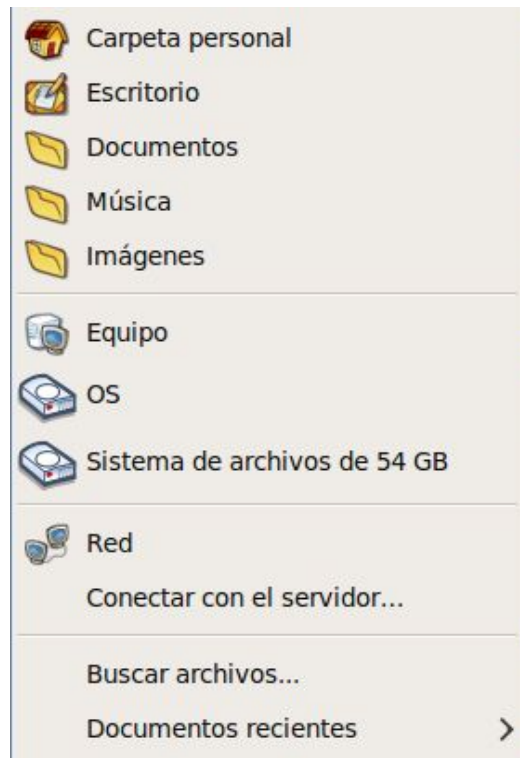 Carpeta personal
Escritorio
Documentos
Música
Imágenes
Equipo
OS
Sistema de archivos de 54 GB
Red
Conectar con el servidor...
Buscar archivos...
Documentos recientes